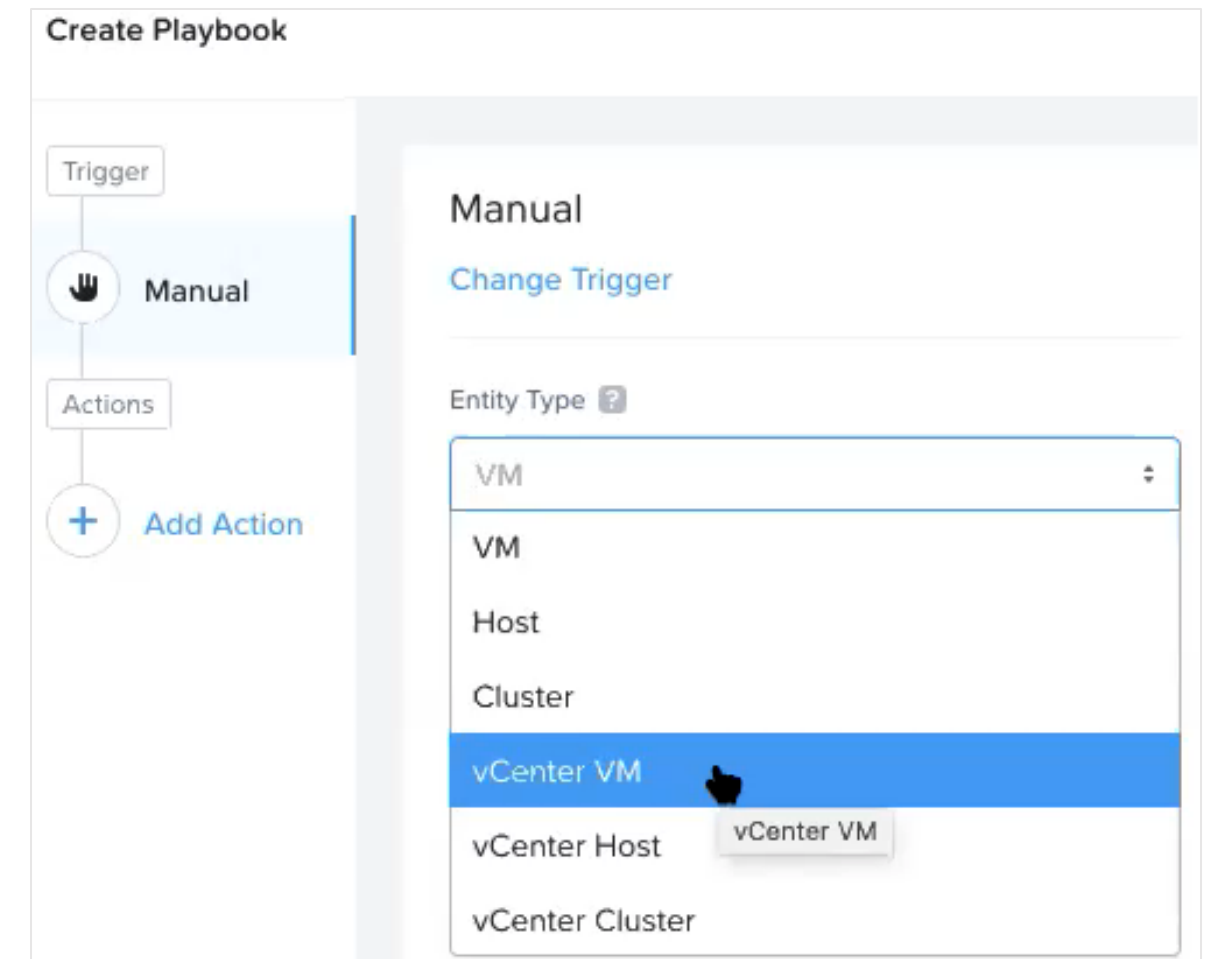 Create Playbook
Trigger
Manual
Actions
Add Action
Manual
Change Trigger
Entity Type ?
VM
VM
Host
Cluster
vCenter VM
vCenter VM
vCenter Host
vCenter Cluster